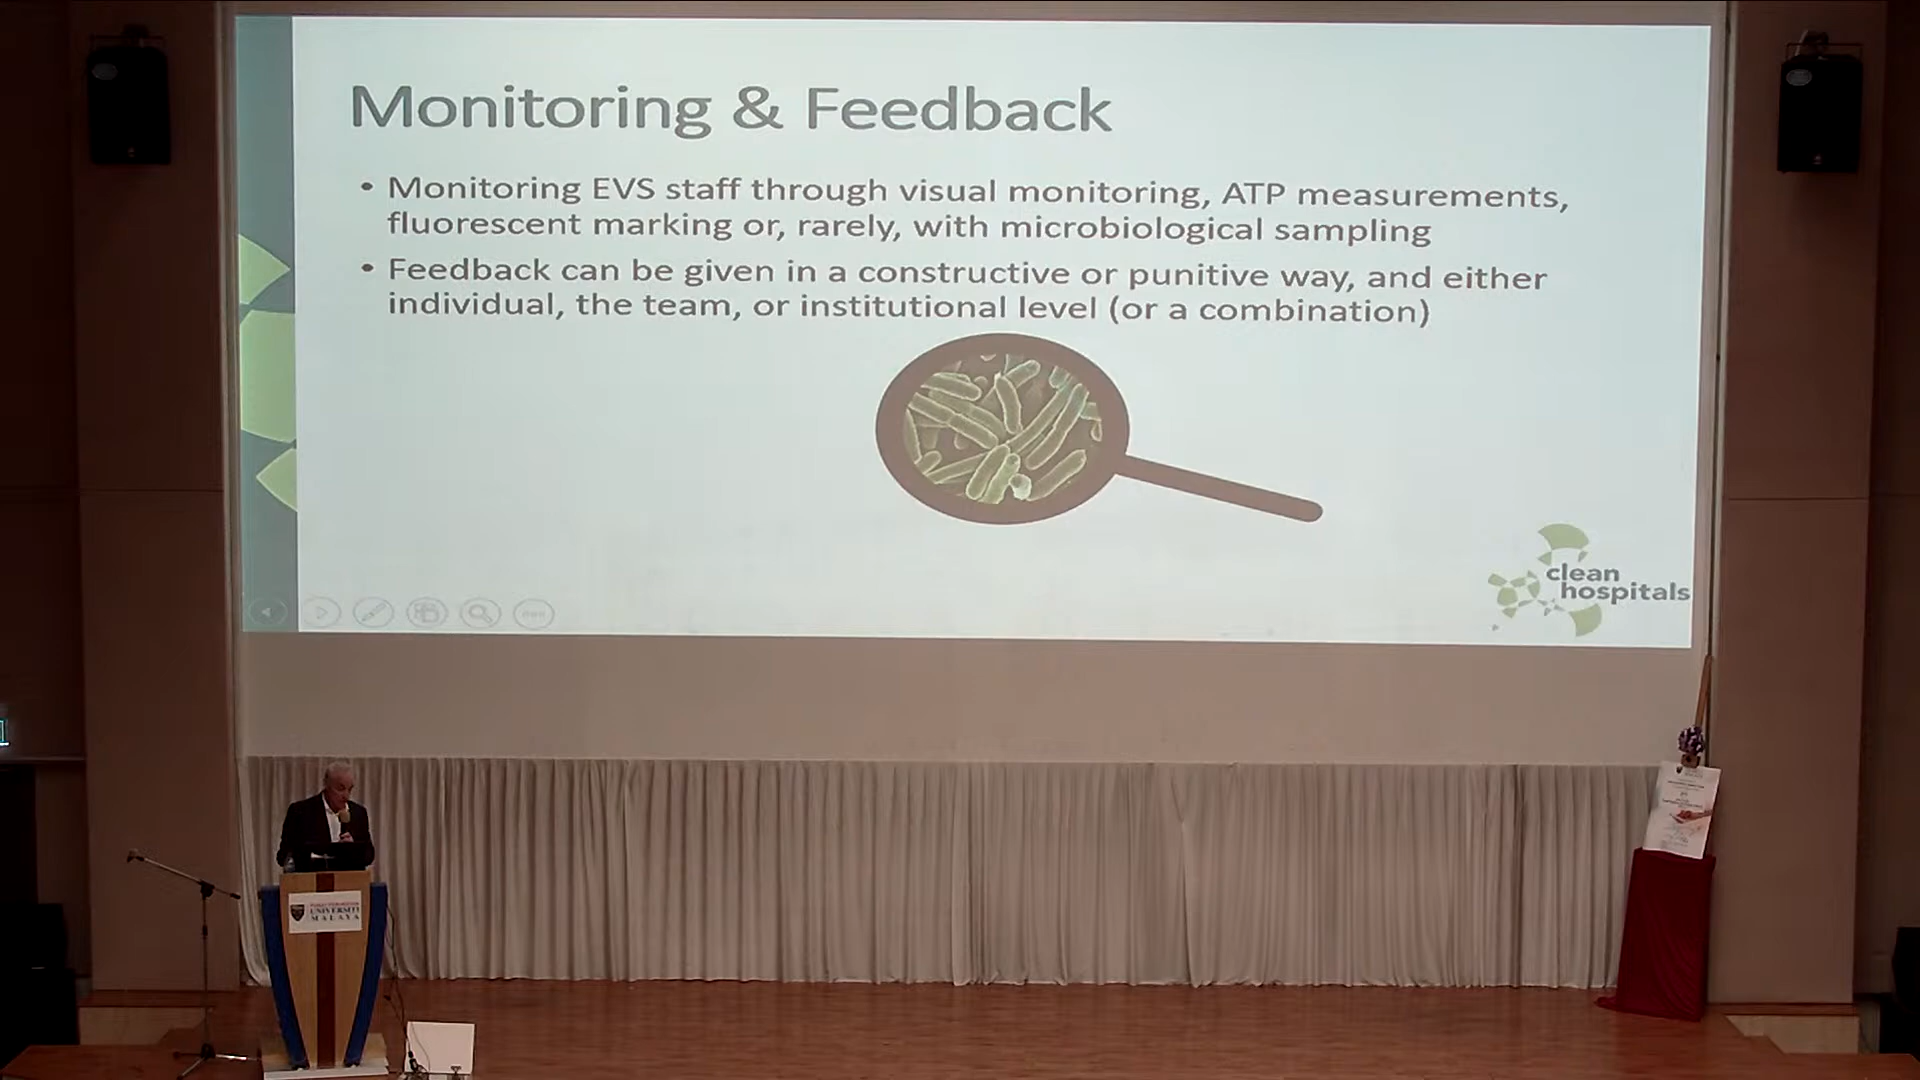 Monitoring & Feedback
• Monitoring EVS staff through visual monitoring, ATP measurements,
fluorescent marking or, rarely, with microbiological sampling
• Feedback can be given in a constructive or punitive way, and either
individual, the team, or institutional level (or a combination)
clean
hospitals
UNIVERSITI
MALAYA